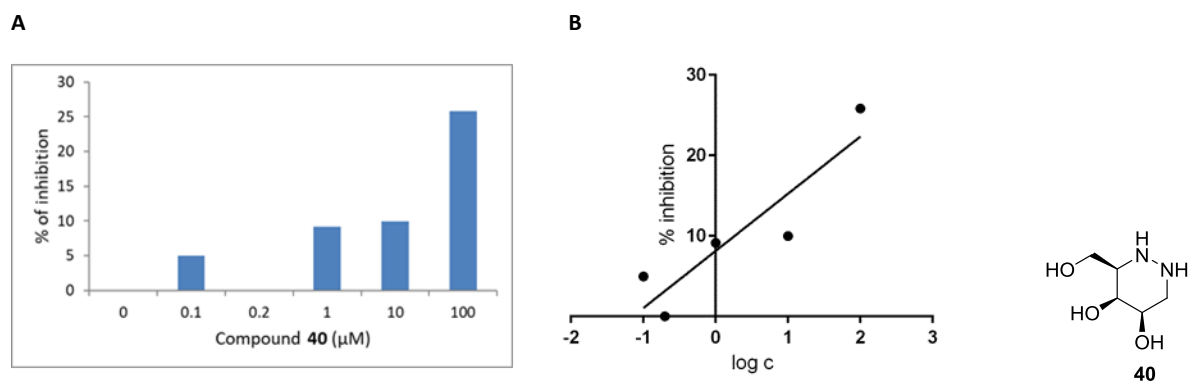 A
30
25
20
15
10
5
0
% of inhibition
0 0.1 0.2 1 10 100
Compound 40 (µM)
B
30
20
10
% inhibition
-2 -1 0 1 2 3
log c
H
N
NH
HO
HO
OH
40